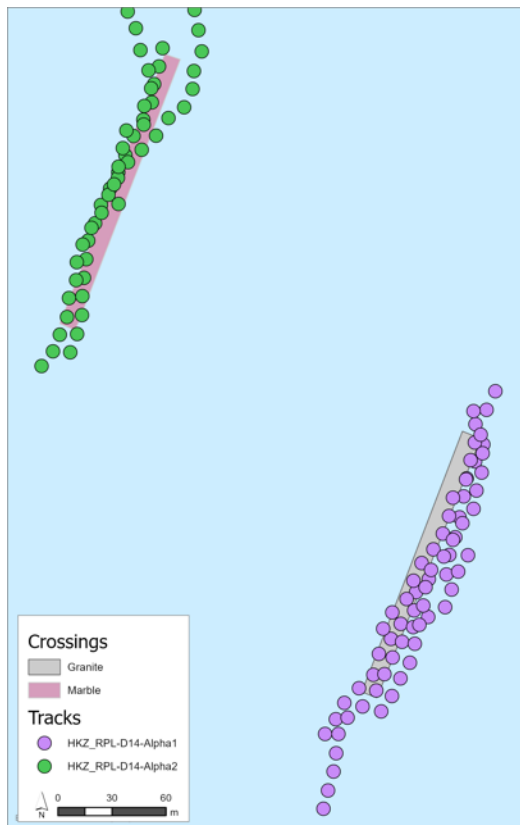 Crossings
Granite
Marble
Tracks
HKZ_RPL-D14-Alpha1
HKZ_RPL-D14-Alpha2
N
0 30 60
m